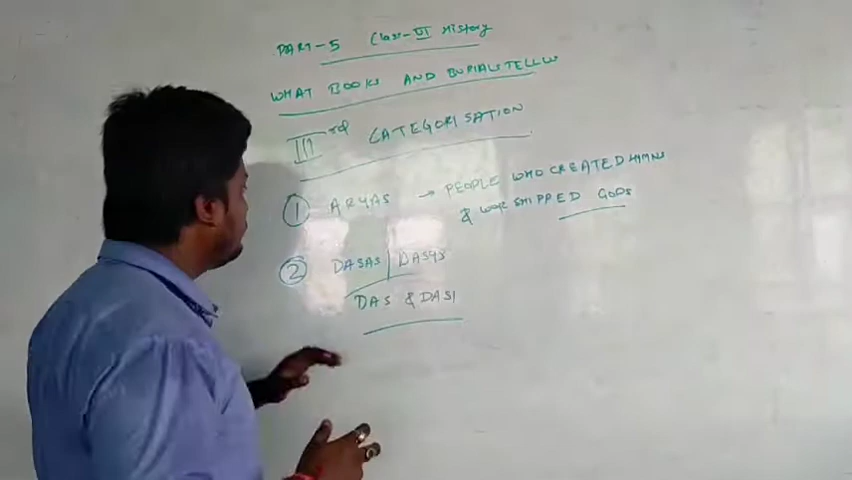 PART-5 Class-VI History
WHAT BOOKS AND BURIALS TELL US
III rd CATEGORISATION
① ARYAS → PEOPLE WHO CREATED HYMNS
& WORSHIPPED GODS
② DASAS | DASYS
DAS & DASI